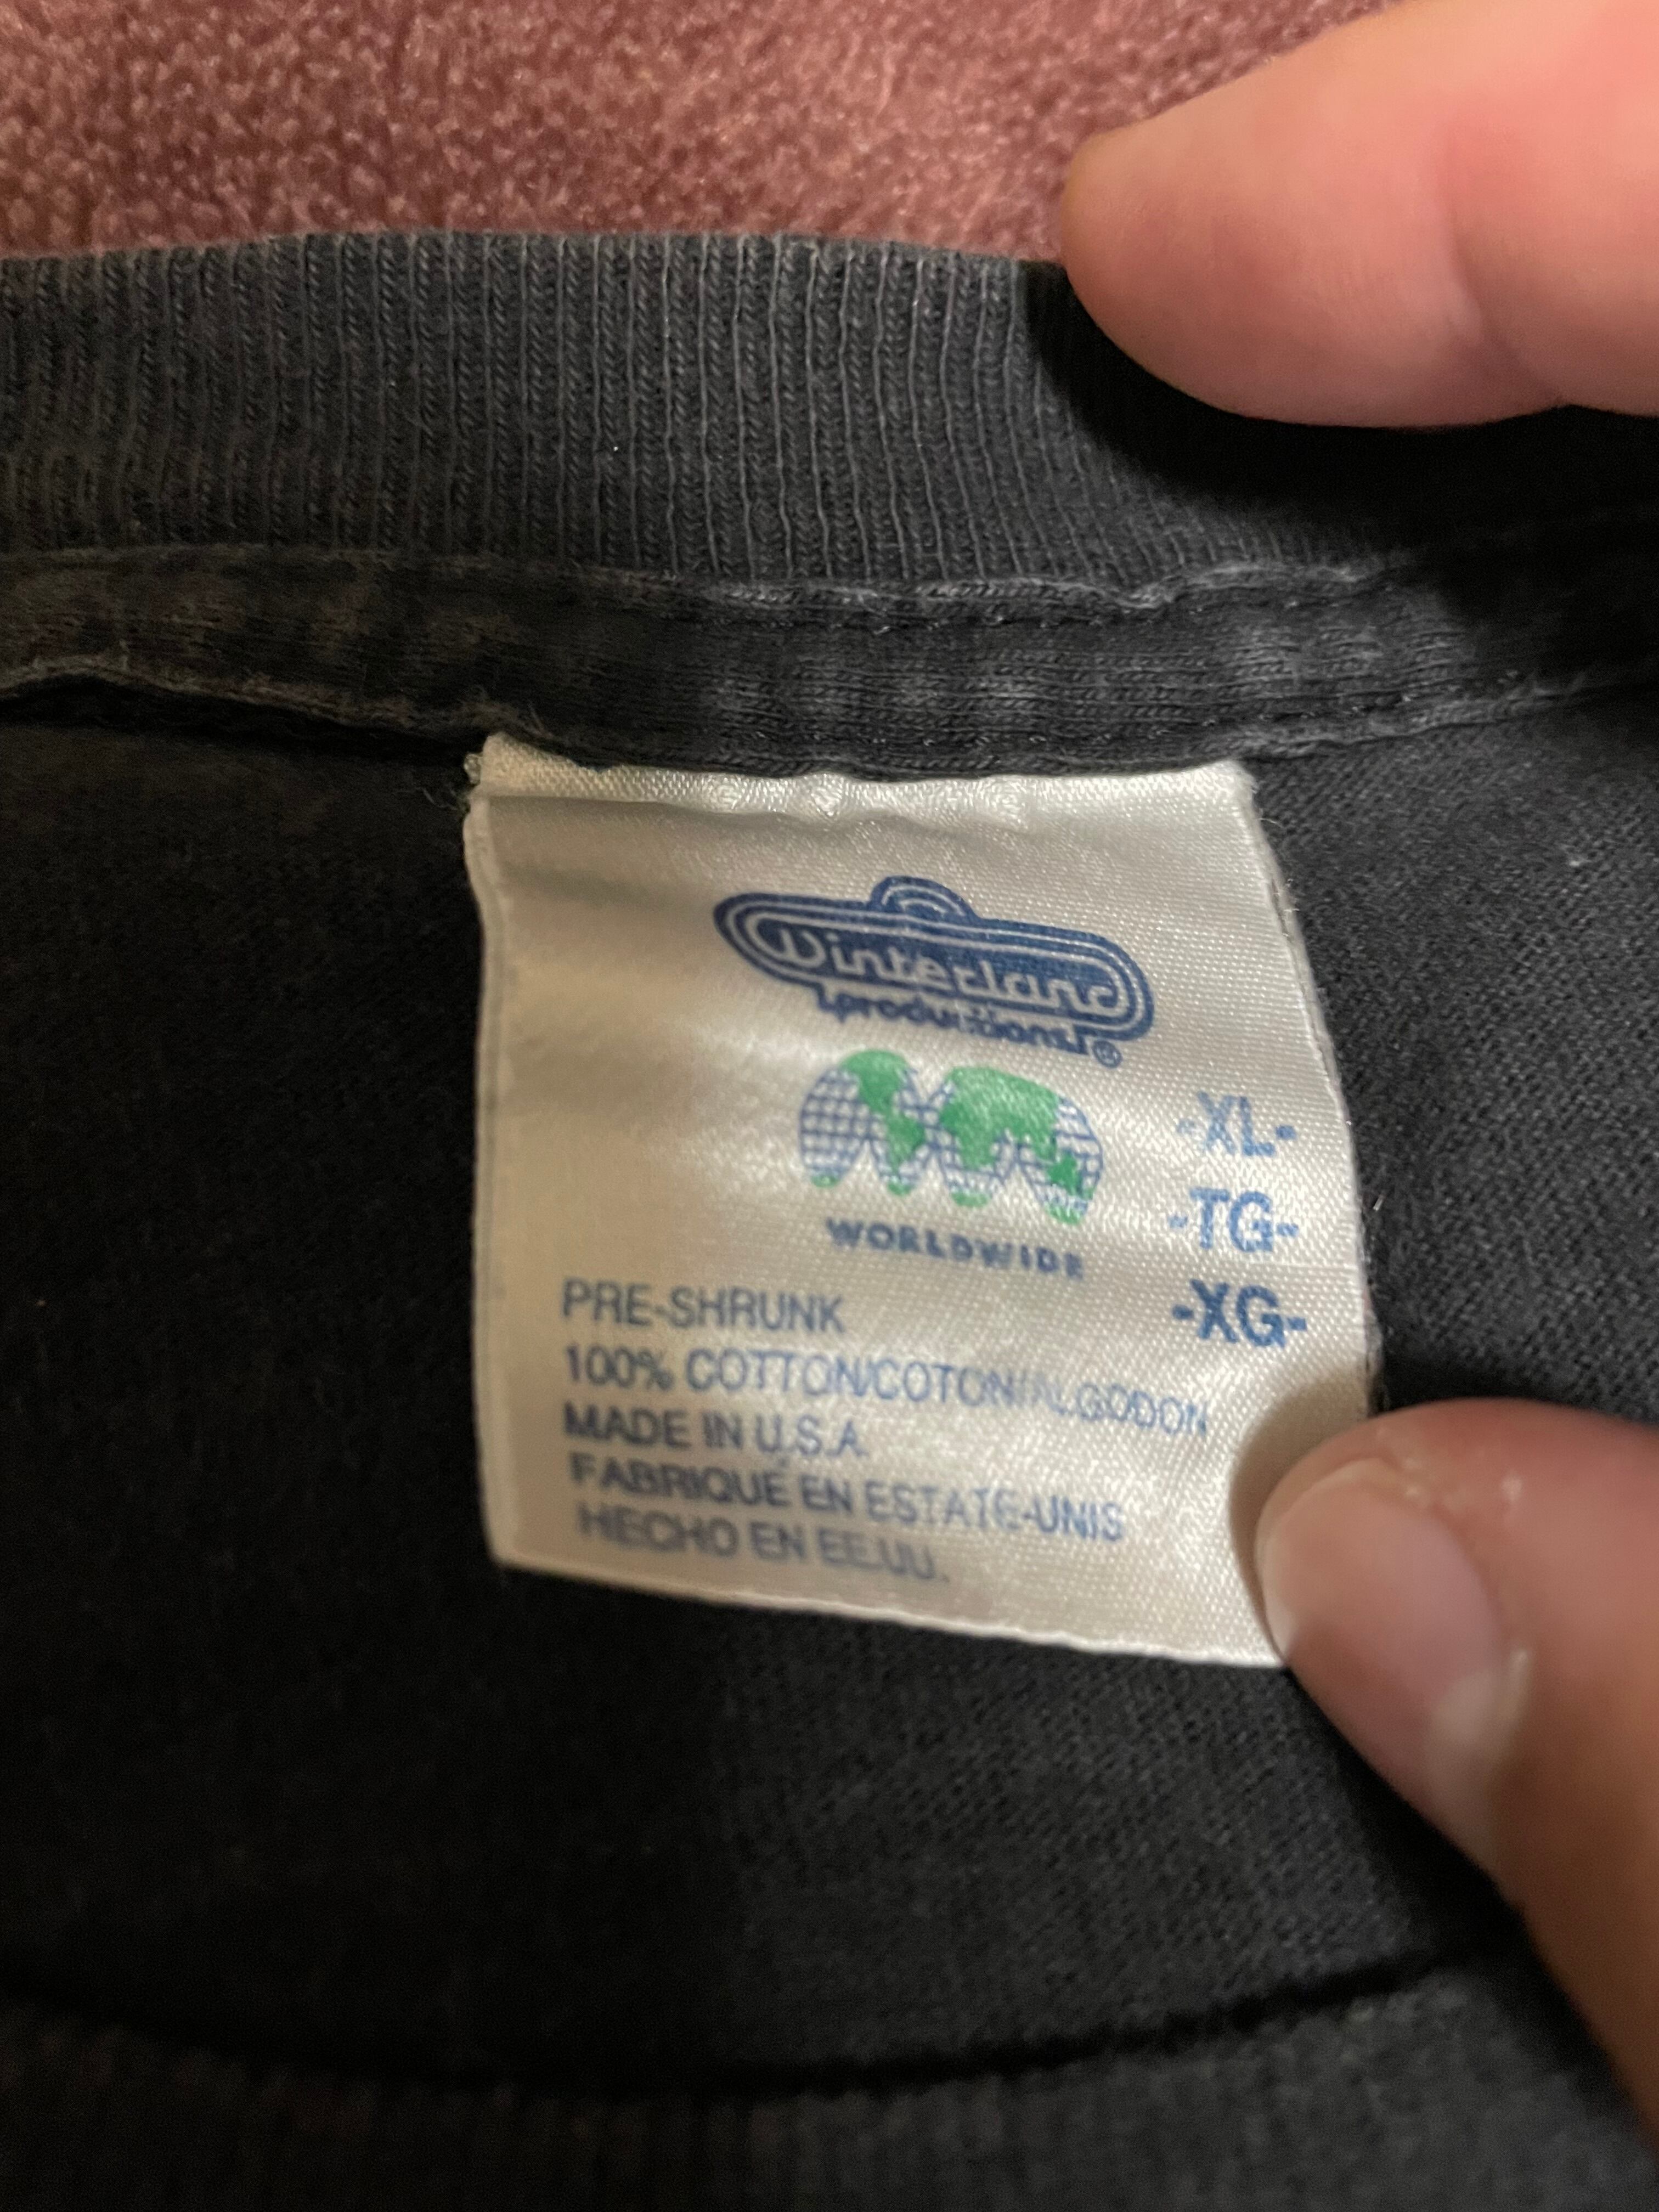 Winterland
productions®
WORLDWIDE
-XL-
-TG-
-XG-
PRE-SHRUNK
100% COTTON/COTON/ALGODON
MADE IN U.S.A.
FABRIQUÉ EN ESTATE-UNIS
HECHO EN EE.UU.